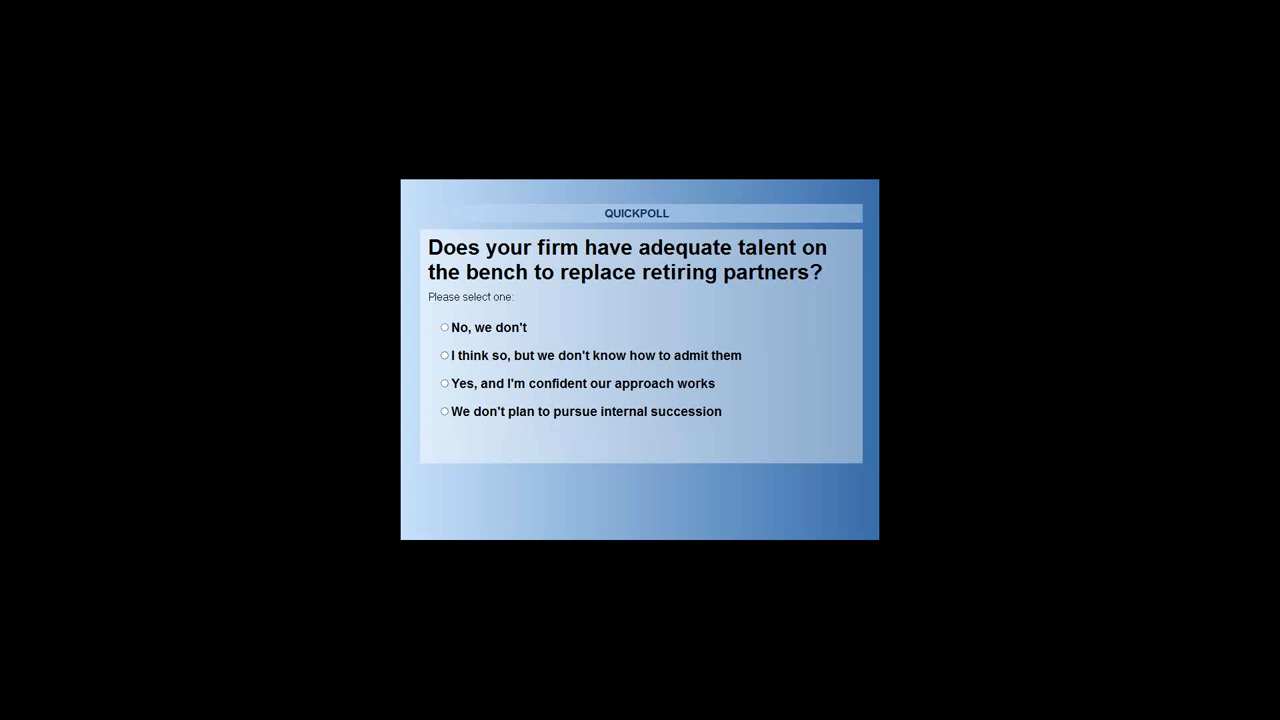 QUICKPOLL
Does your firm have adequate talent on
the bench to replace retiring partners?
Please select one:
No, we don't
I think so, but we don't know how to admit them
Yes, and I'm confident our approach works
We don't plan to pursue internal succession